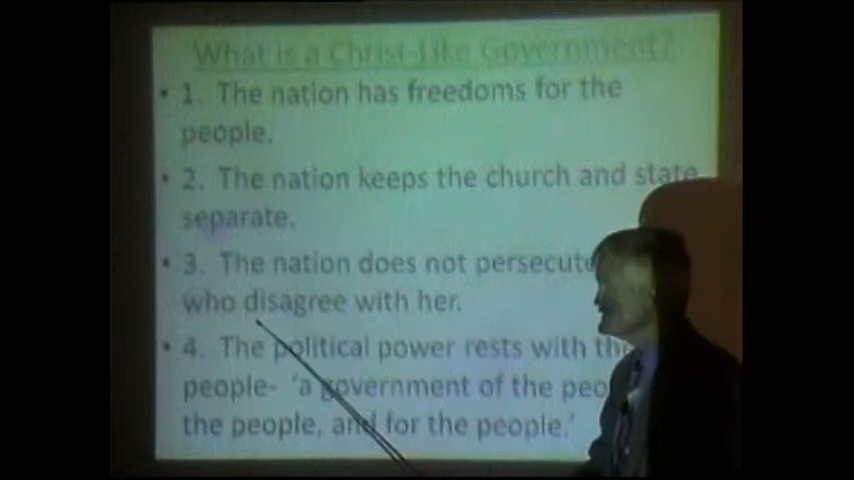 What is a Christ-Like Government?
• 1. The nation has freedoms for the
people.
• 2. The nation keeps the church and state
separate.
• 3. The nation does not persecute
who disagree with her.
• 4. The political power rests with the
people- 'a government of the peo
the people, and for the people.'